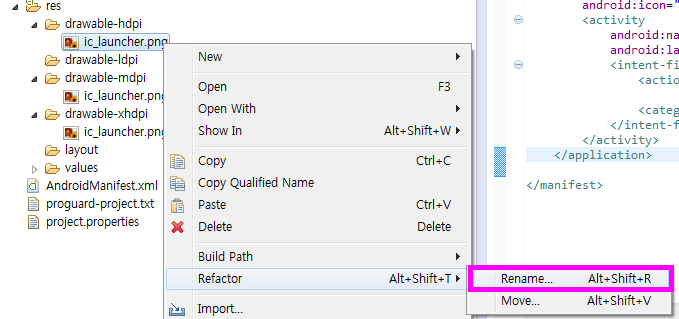 res
drawable-hdpi
ic_launcher.png
drawable-ldpi
drawable-mdpi
ic_launcher.png
drawable-xhdpi
ic_launcher.png
layout
values
AndroidManifest.xml
proguard-project.txt
project.properties
New
Open F3
Open With
Show In Alt+Shift+W
Copy Ctrl+C
Copy Qualified Name
Paste Ctrl+V
Delete Delete
Build Path
Refactor Alt+Shift+T
Import...
Rename... Alt+Shift+R
Move... Alt+Shift+V
android:icon="
<activity
android:na
android:la
<intent-fi
<actio
<categ
</intent-f
</activity>
</application>
</manifest>